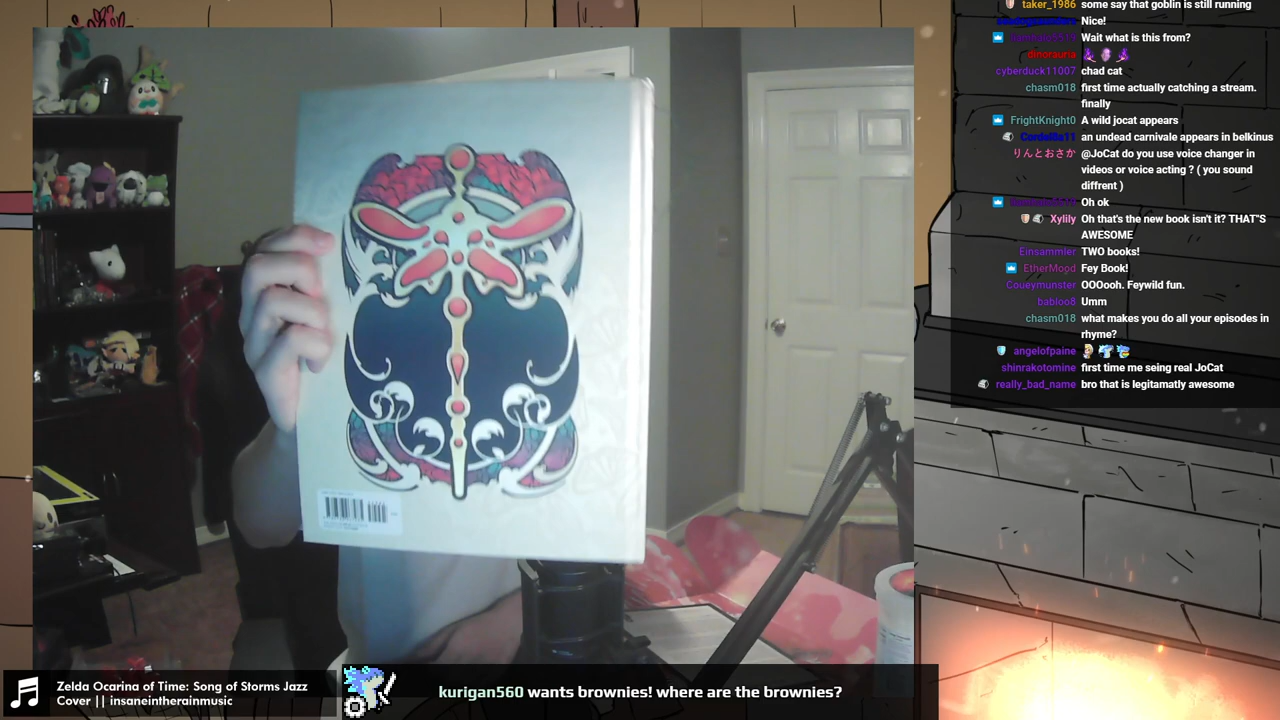 taker_1986 some say that goblin is still running
Nice!
Wait what is this from?
dinorauria
cyberduck11007 chad cat
chasm018 first time actually catching a stream.
finally
FrightKnight0 A wild jocat appears
an undead carnivale appears in belkinus
りんとおさか @JoCat do you use voice changer in
videos or voice acting ? ( you sound
diffrent )
Oh ok
Xylily Oh that's the new book isn't it? THAT"S
AWESOME
Einsammler TWO books!
EtherMood Fey Book!
Coueymunster OOOooh. Feywild fun.
babloo8 Umm
chasm018 what makes you do all your episodes in
rhyme?
angelofpaine
shinrakotomine first time me seing real JoCat
really_bad_name bro that is legitamatly awesome
Zelda Ocarina of Time: Song of Storms Jazz
Cover || insaneintherainmusic
kurigan560 wants brownies! where are the brownies?